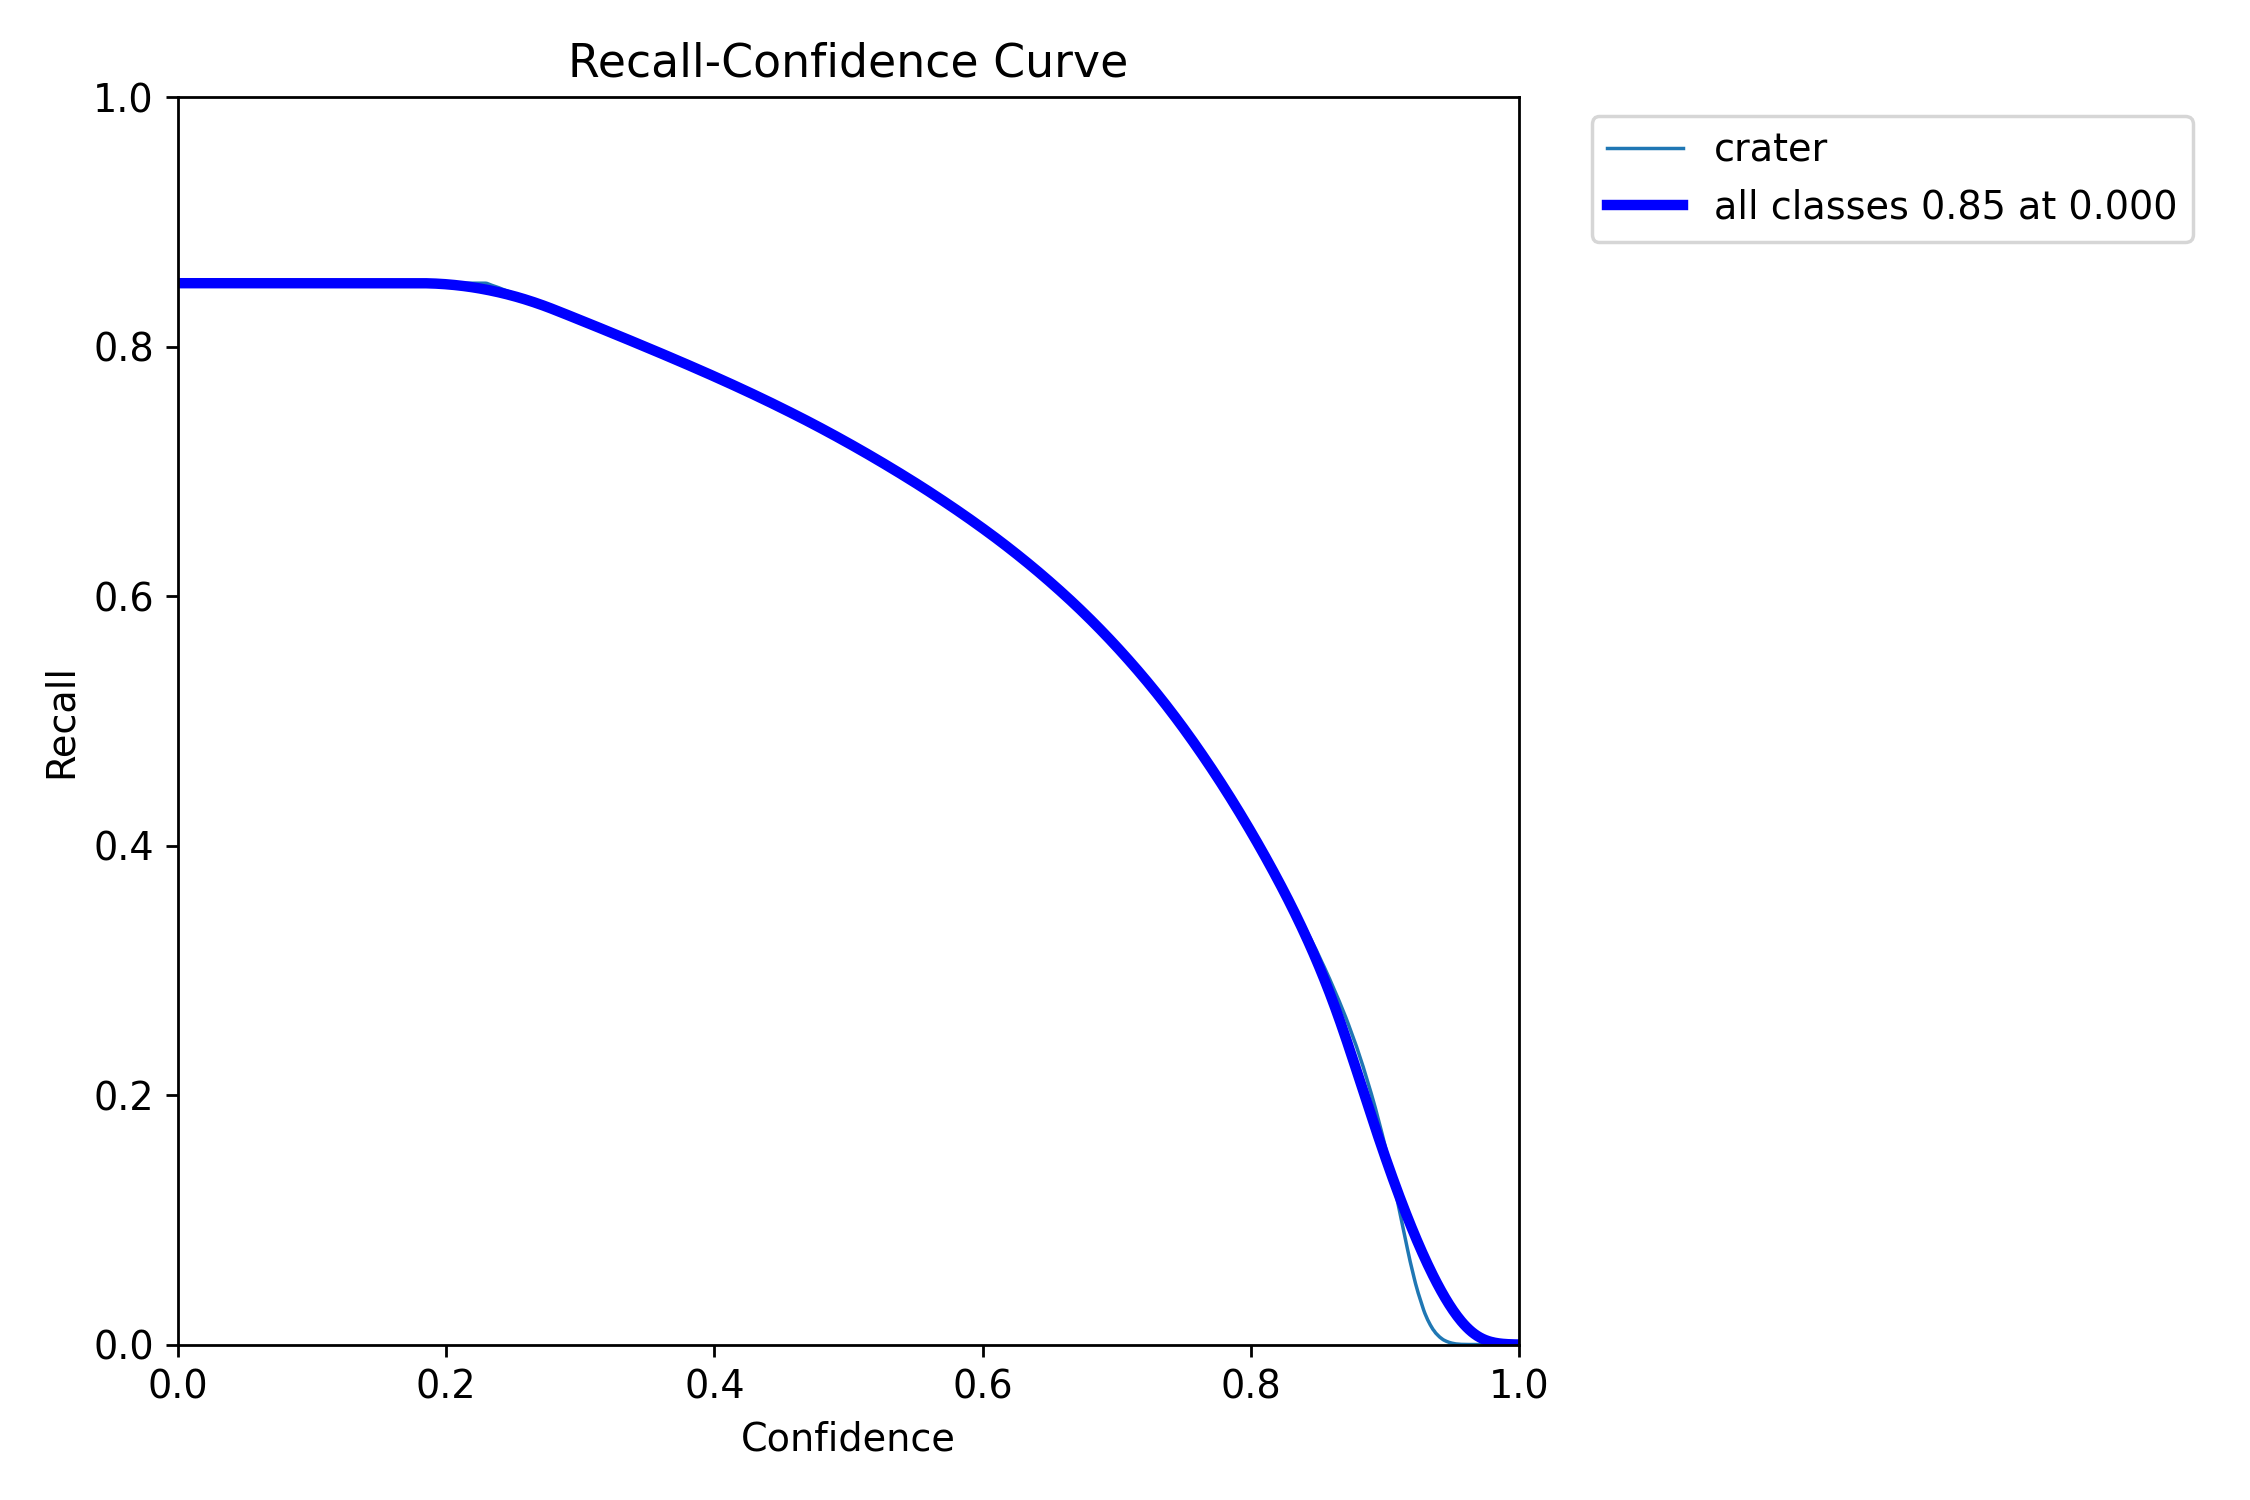 Recall-Confidence Curve
1.0
0.8
0.6
0.4
0.2
0.0
Recall
0.0 0.2 0.4 0.6 0.8 1.0
Confidence
crater
all classes 0.85 at 0.000